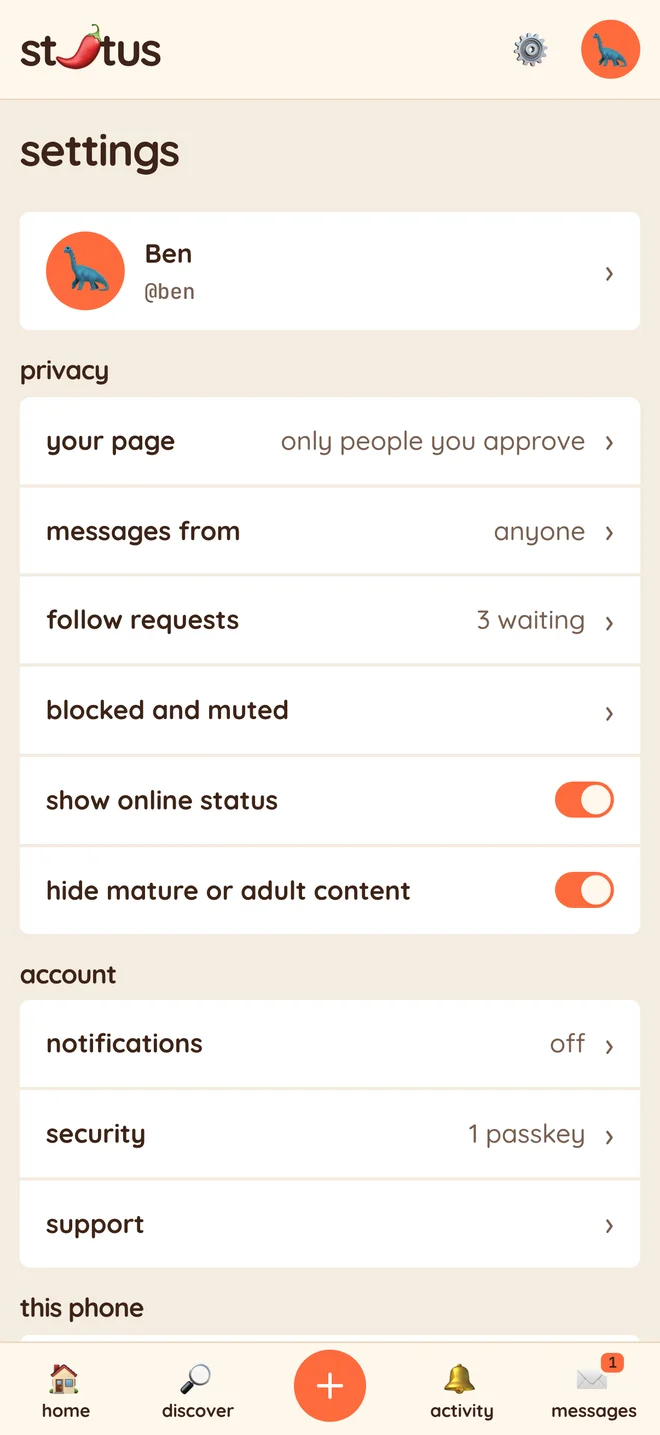 st🌶tus
settings
Ben
@ben
privacy
your page only people you approve ›
messages from anyone ›
follow requests 3 waiting ›
blocked and muted ›
show online status
hide mature or adult content
account
notifications off ›
security 1 passkey ›
support ›
this phone
1
home discover + activity messages